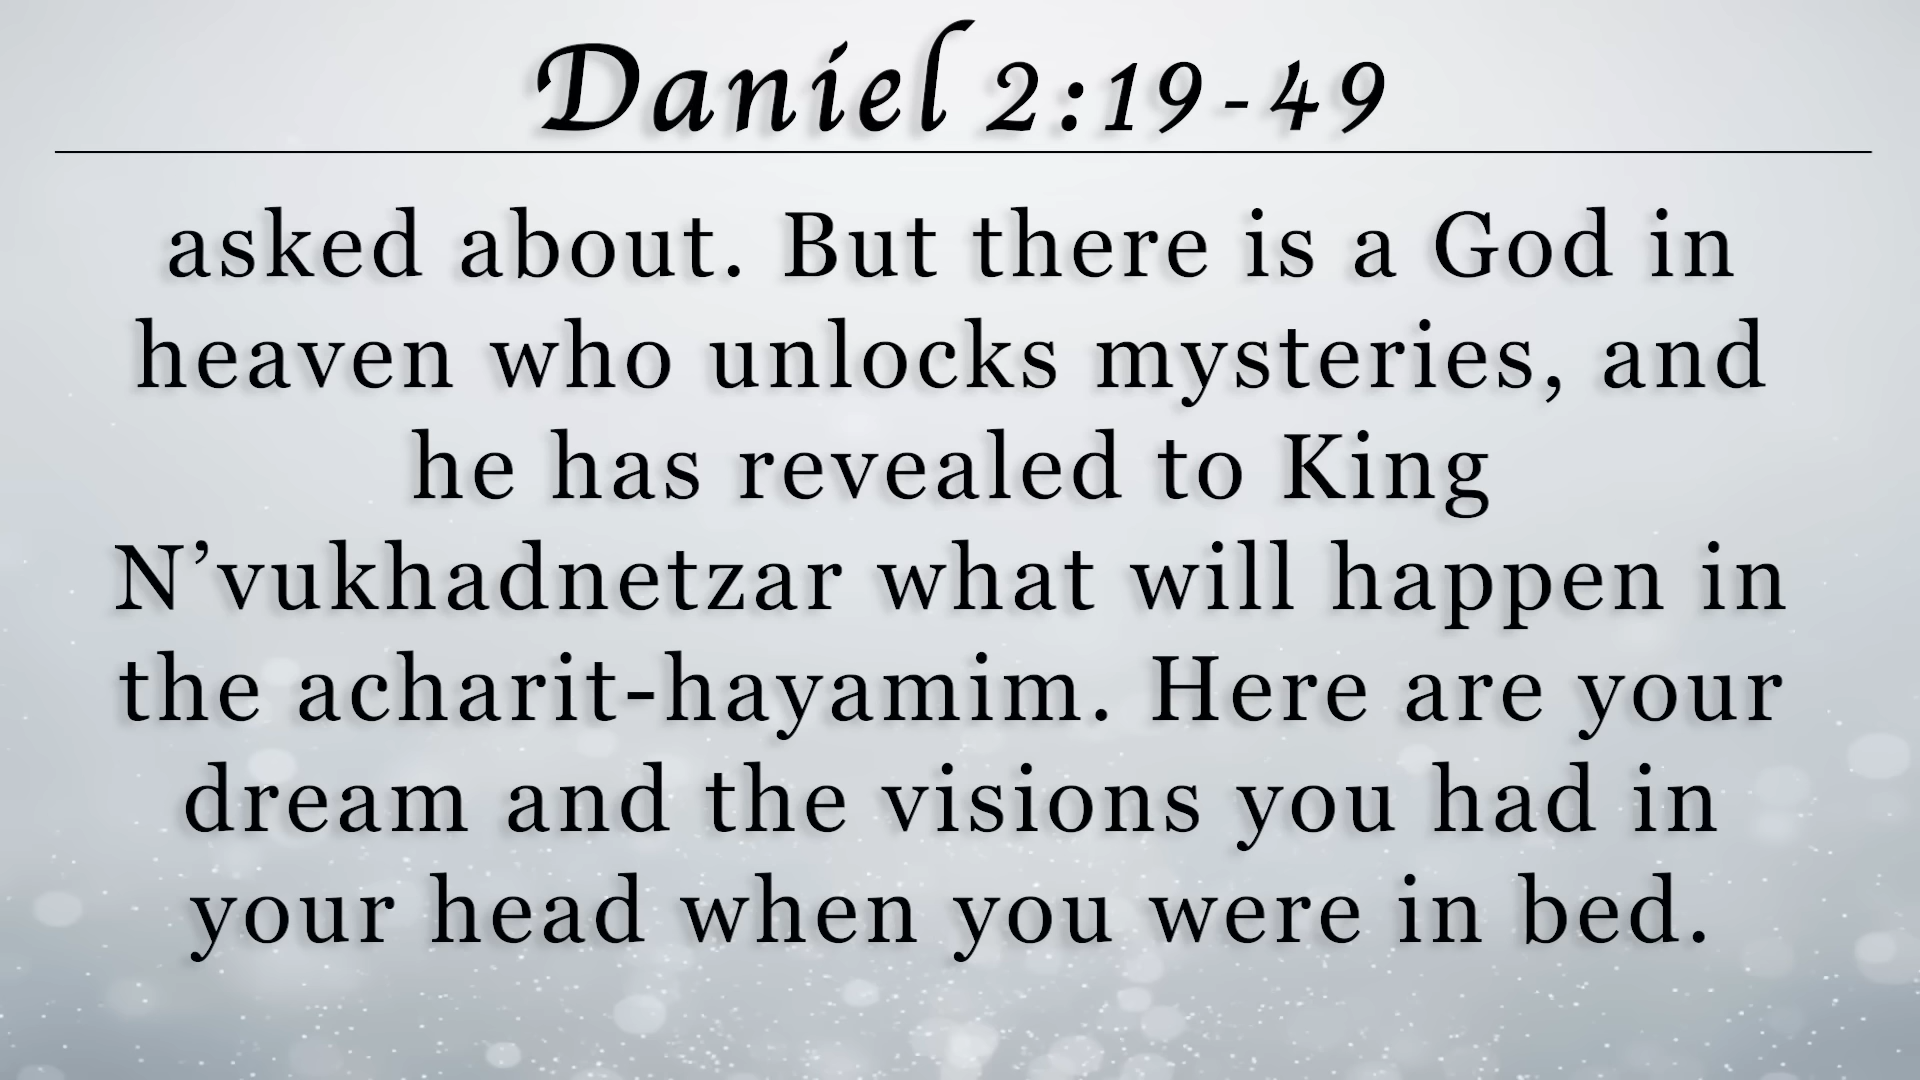 Daniel 2:19-49
asked about. But there is a God in
heaven who unlocks mysteries, and
he has revealed to King
N’vukhadnetzar what will happen in
the acharit-hayamim. Here are your
dream and the visions you had in
your head when you were in bed.